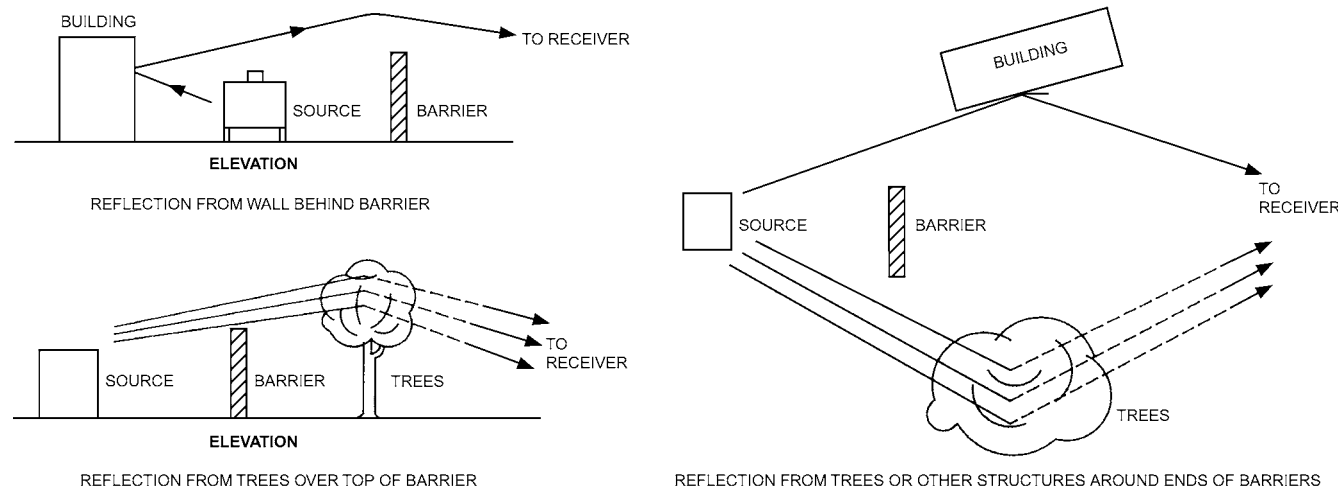 BUILDING
TO RECEIVER
SOURCE
BARRIER
ELEVATION
REFLECTION FROM WALL BEHIND BARRIER
TO
RECEIVER
SOURCE
BARRIER
TREES
ELEVATION
REFLECTION FROM TREES OVER TOP OF BARRIER
BUILDING
TO
RECEIVER
SOURCE
BARRIER
TREES
REFLECTION FROM TREES OR OTHER STRUCTURES AROUND ENDS OF BARRIERS